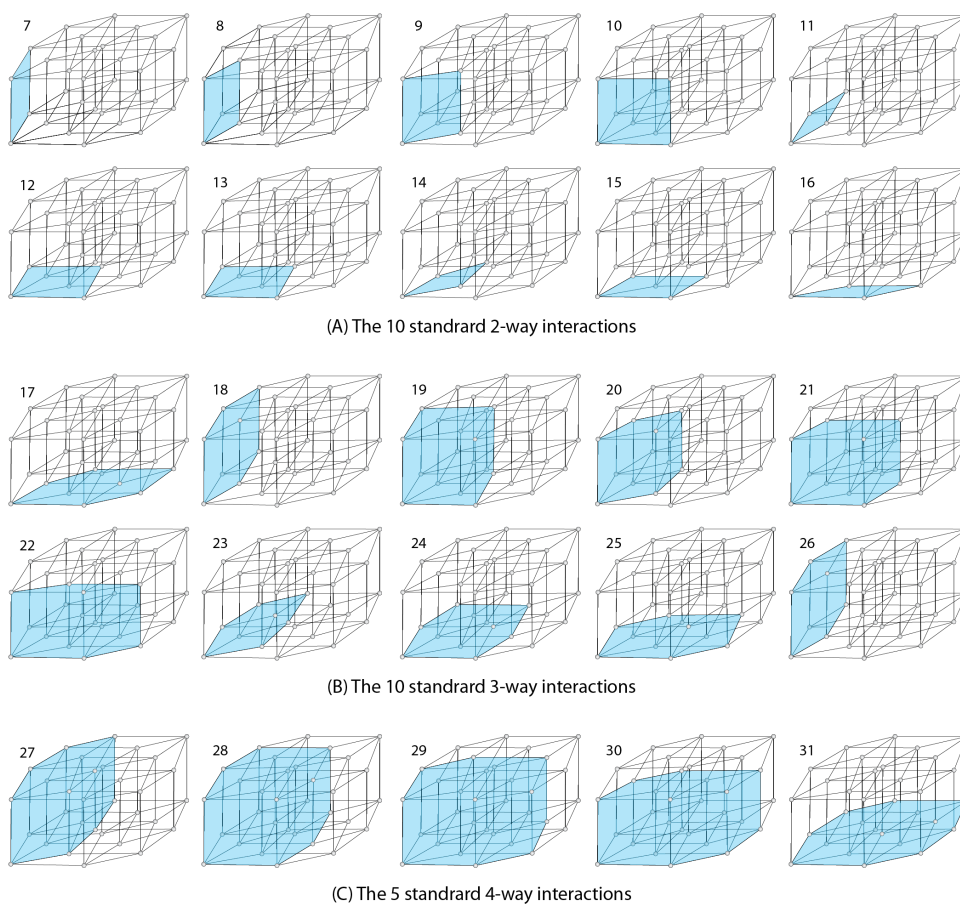 7 8 9 10 11
12 13 14 15 16
(A) The 10 standrard 2-way interactions
17 18 19 20 21
22 23 24 25 26
(B) The 10 standrard 3-way interactions
27 28 29 30 31
(C) The 5 standrard 4-way interactions